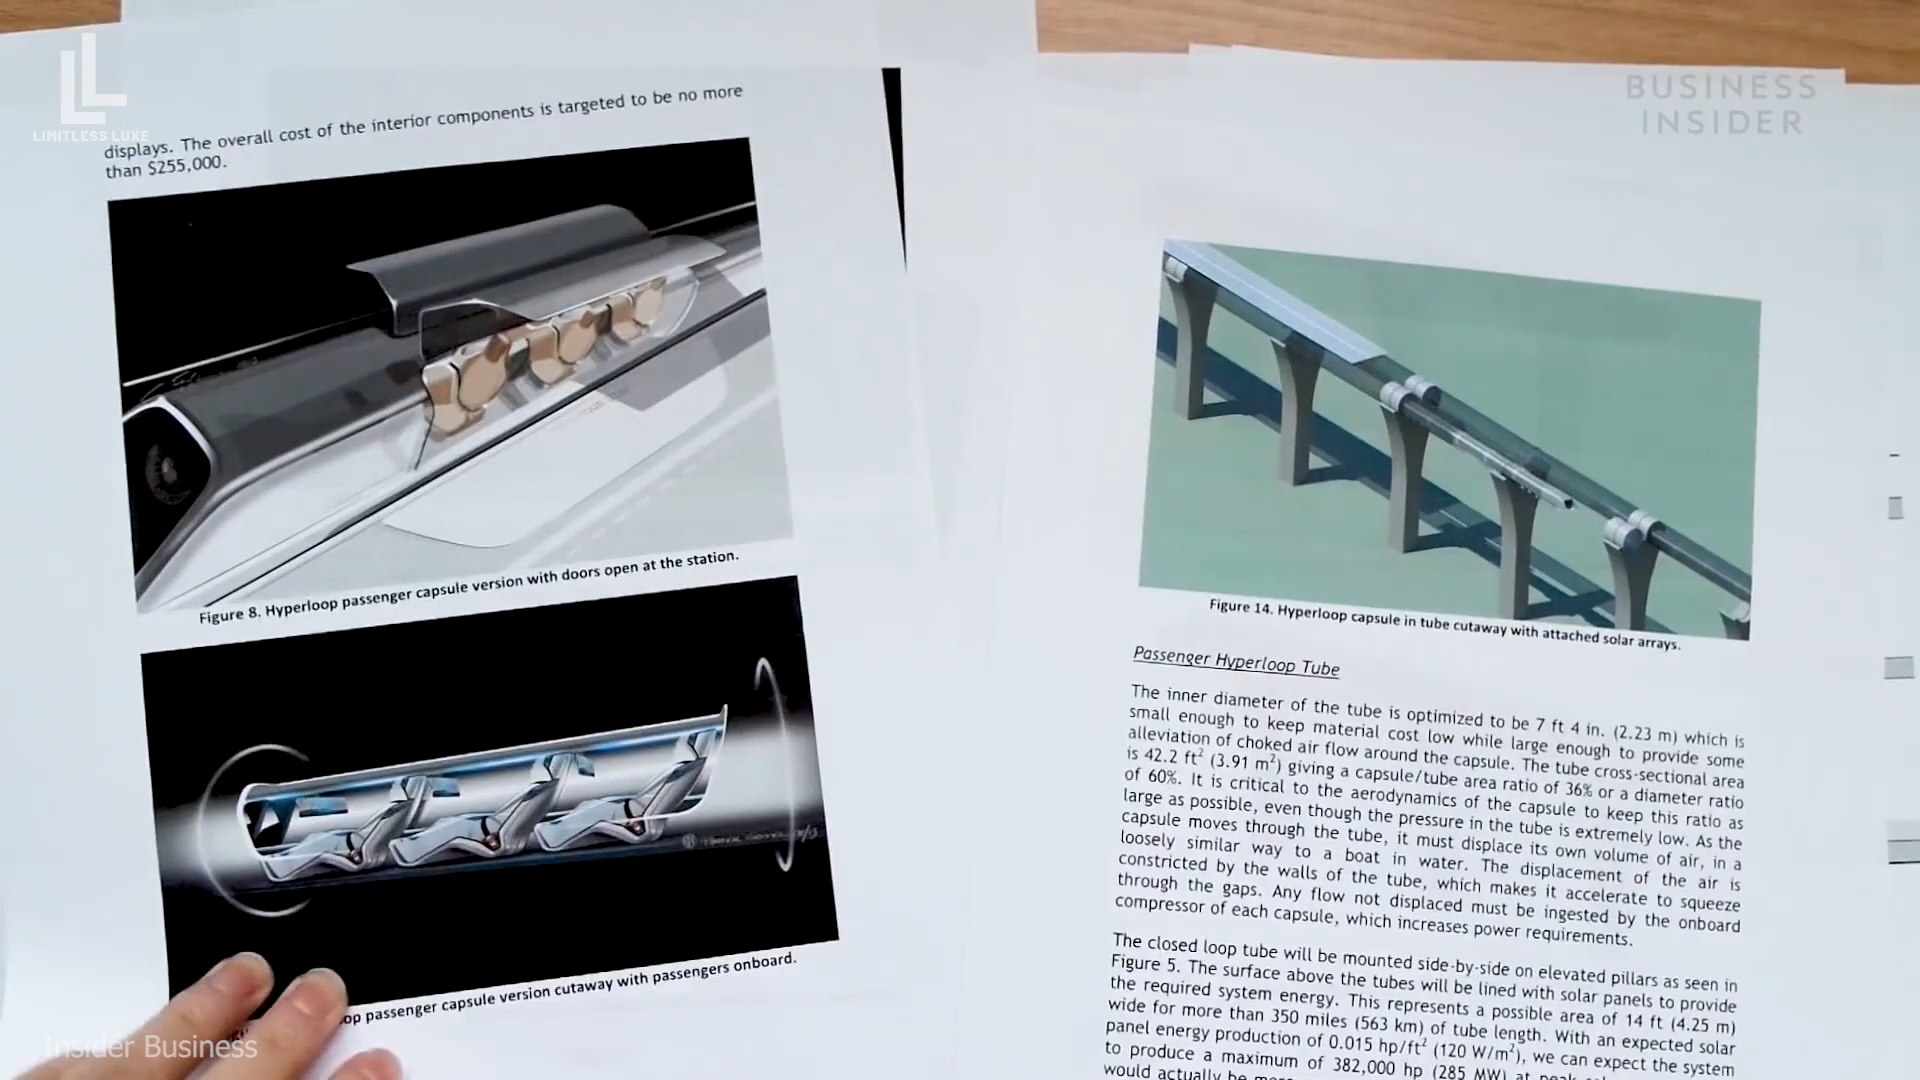 LIMITLESS LUXE
BUSINESS
INSIDER
displays. The overall cost of the interior components is targeted to be no more
than $255,000.
Figure 8. Hyperloop passenger capsule version with doors open at the station.
op passenger capsule version cutaway with passengers onboard.
Insider Business
Figure 14. Hyperloop capsule in tube cutaway with attached solar arrays.
Passenger Hyperloop Tube
The inner diameter of the tube is optimized to be 7 ft 4 in. (2.23 m) which is
small enough to keep material cost low while large enough to provide some
alleviation of choked air flow around the capsule. The tube cross-sectional area
is 42.2 ft² (3.91 m²) giving a capsule/tube area ratio of 36% or a diameter ratio
of 60%. It is critical to the aerodynamics of the capsule to keep this ratio as
large as possible, even though the pressure in the tube is extremely low. As the
capsule moves through the tube, it must displace its own volume of air, in a
loosely similar way to a boat in water. The displacement of the air is
constricted by the walls of the tube, which makes it accelerate to squeeze
through the gaps. Any flow not displaced must be ingested by the onboard
compressor of each capsule, which increases power requirements.
The closed loop tube will be mounted side-by-side on elevated pillars as seen in
Figure 5. The surface above the tubes will be lined with solar panels to provide
the required system energy. This represents a possible area of 14 ft (4.25 m)
wide for more than 350 miles (563 km) of tube length. With an expected solar
panel energy production of 0.015 hp/ft² (120 W/m²), we can expect the system
to produce a maximum of 382,000 hp (285 MW) at peak
would actually be